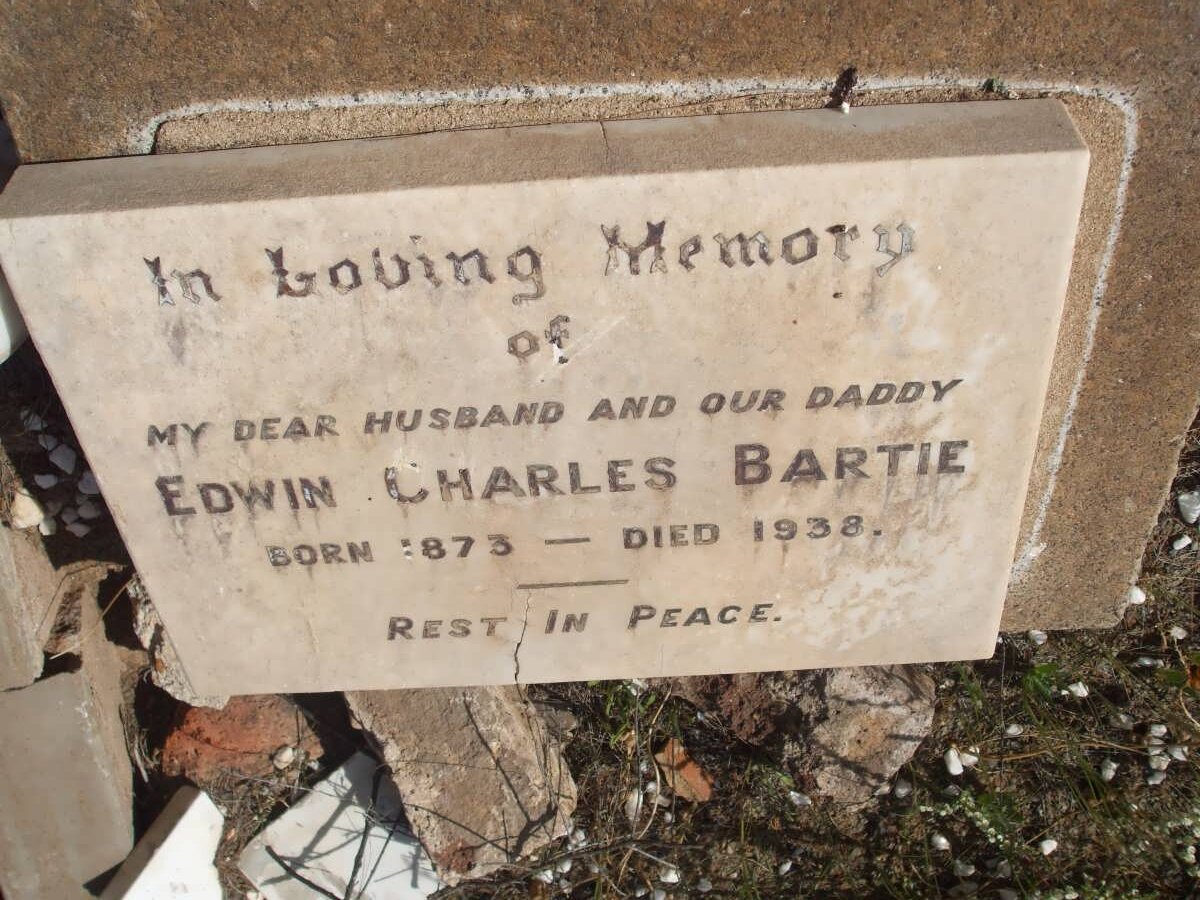 In Loving Memory
of
MY DEAR HUSBAND AND OUR DADDY
EDWIN CHARLES BARTIE
BORN 1873 — DIED 1938.
REST IN PEACE.